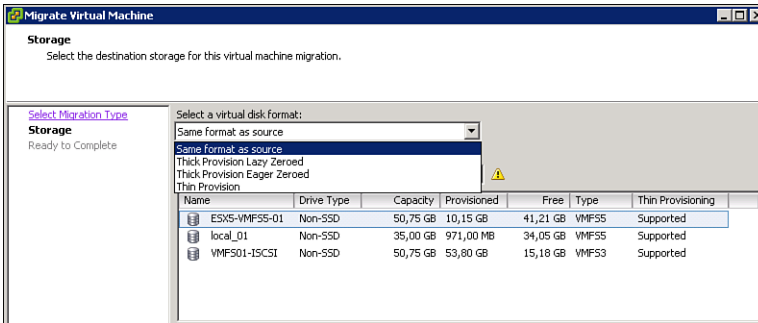 Migrate Virtual Machine
Storage
Select the destination storage for this virtual machine migration.
Select Migration Type
Storage
Ready to Complete
Select a virtual disk format:
Same format as source
Same format as source
Thick Provision Lazy Zeroed
Thick Provision Eager Zeroed
Thin Provision
Name Drive Type Capacity Provisioned Free Type Thin Provisioning
ESX5-VMFS5-01 Non-SSD 50,75 GB 10,15 GB 41,21 GB VMFS5 Supported
local_01 Non-SSD 35,00 GB 971,00 MB 34,05 GB VMFS5 Supported
VMFS01-ISCSI Non-SSD 50,75 GB 53,80 GB 15,18 GB VMFS3 Supported